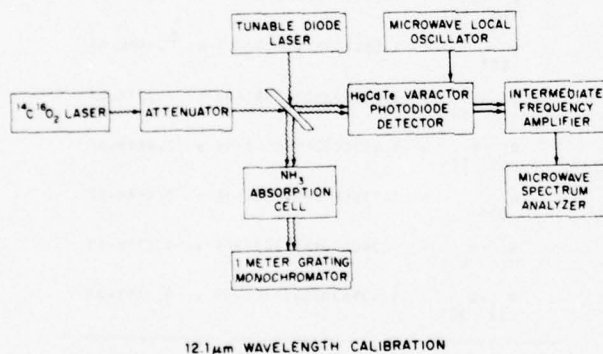 TUNABLE DIODE
LASER
MICROWAVE LOCAL
OSCILLATOR
¹⁴C¹⁶O₂ LASER
ATTENUATOR
HgCdTe VARACTOR
PHOTODIODE
DETECTOR
INTERMEDIATE
FREQUENCY
AMPLIFIER
NH₃
ABSORPTION
CELL
MICROWAVE
SPECTRUM
ANALYZER
1 METER GRATING
MONOCHROMATOR
12.1µm WAVELENGTH CALIBRATION